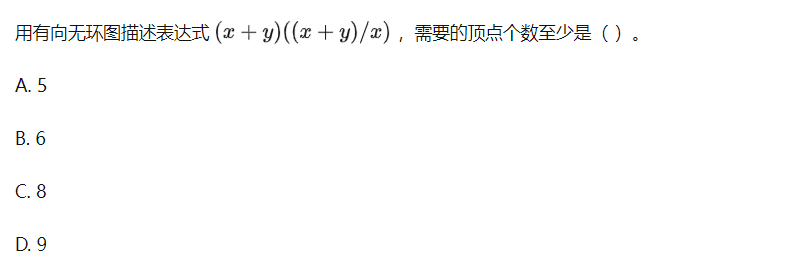 用有向无环图描述表达式 (x + y)((x + y)/x) ，需要的顶点个数至少是（ ）。
A. 5
B. 6
C. 8
D. 9